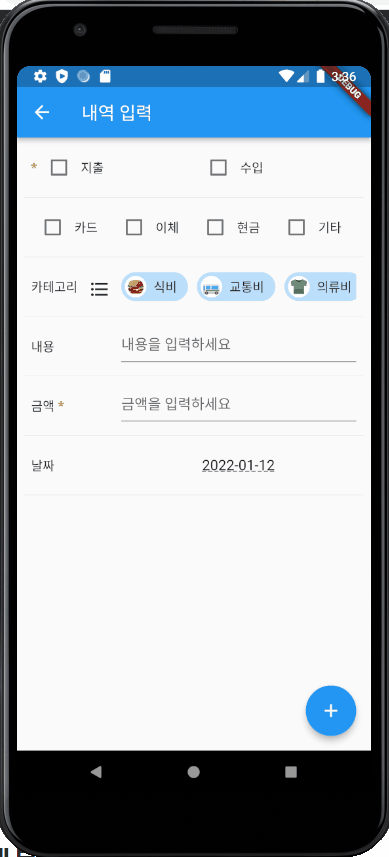 3:36
DEBUG
내역 입력
* 지출 수입
카드 이체 현금 기타
카테고리 식비 교통비 의류비
내용 내용을 입력하세요
금액 * 금액을 입력하세요
날짜 2022-01-12